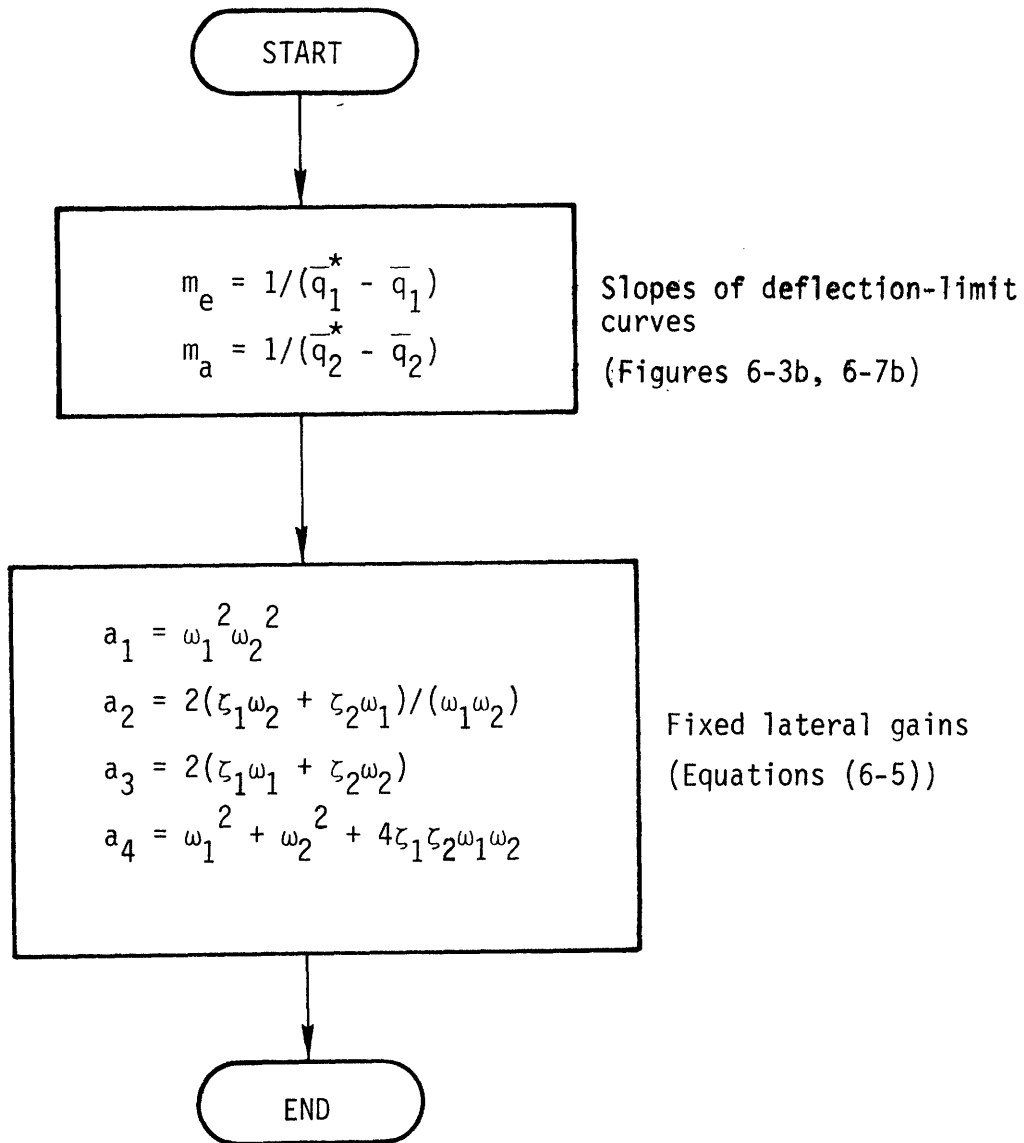 START
m_e = 1/(q̅_1^* - q̅_1)
m_a = 1/(q̅_2^* - q̅_2)
Slopes of deflection-limit
curves
(Figures 6-3b, 6-7b)
a_1 = ω_1^2 ω_2^2
a_2 = 2(ζ_1ω_2 + ζ_2ω_1)/(ω_1ω_2)
a_3 = 2(ζ_1ω_1 + ζ_2ω_2)
a_4 = ω_1^2 + ω_2^2 + 4ζ_1ζ_2ω_1ω_2
Fixed lateral gains
(Equations (6-5))
END